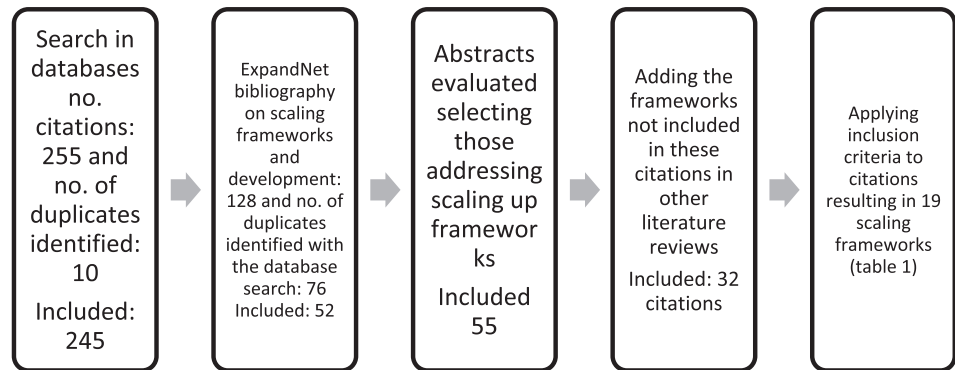 Search in
databases
no.
citations:
255 and
no. of
duplicates
identified:
10
Included:
245
ExpandNet
bibliography
on scaling
frameworks
and
development:
128 and no. of
duplicates
identified with
the database
search: 76
Included: 52
Abstracts
evaluated
selecting
those
addressing
scaling up
framewor
ks
Included
55
Adding the
frameworks
not included
in these
citations in
other
literature
reviews
Included: 32
citations
Applying
inclusion
criteria to
citations
resulting in 19
scaling
frameworks
(table 1)